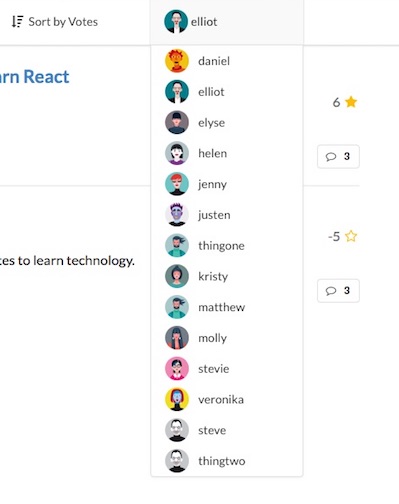 Sort by Votes
elliot
arn React
daniel
6
elliot
elyse
helen
3
jenny
justen
-5
thingone
tes to learn technology.
kristy
3
matthew
molly
stevie
veronika
steve
thingtwo